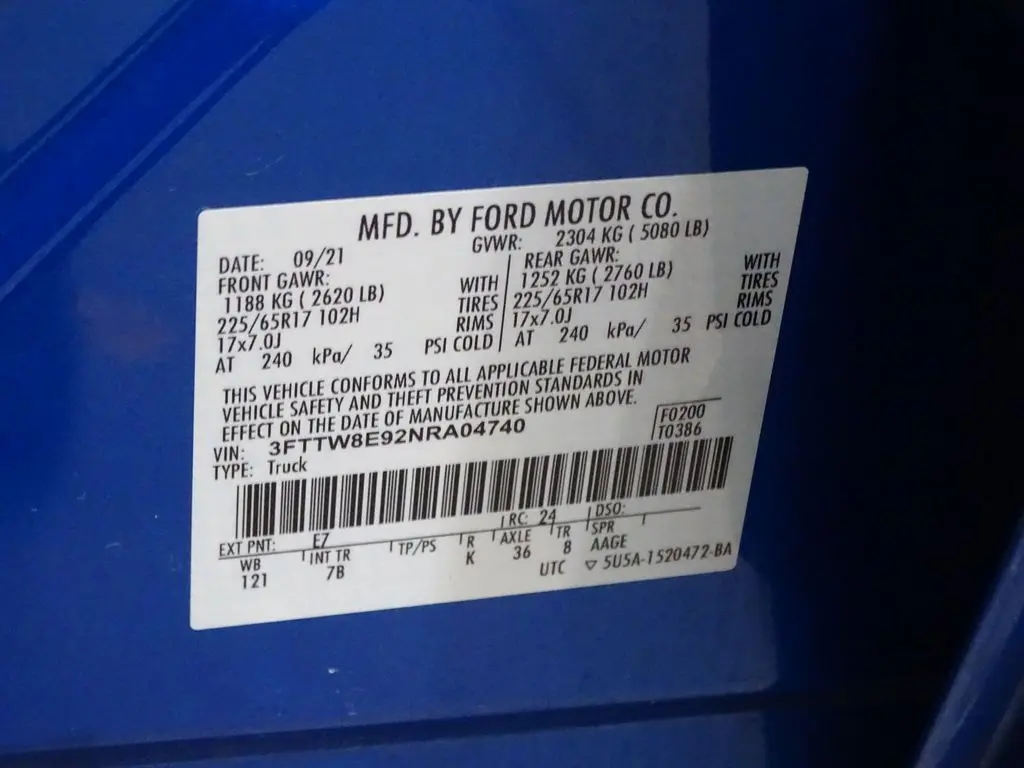 MFD. BY FORD MOTOR CO.
DATE: 09/21 GVWR: 2304 KG ( 5080 LB)
FRONT GAWR: REAR GAWR:
1188 KG ( 2620 LB) WITH 1252 KG ( 2760 LB) WITH
225/65R17 102H TIRES 225/65R17 102H TIRES
17x7.0J RIMS 17x7.0J RIMS
AT 240 kPa/ 35 PSI COLD AT 240 kPa/ 35 PSI COLD
THIS VEHICLE CONFORMS TO ALL APPLICABLE FEDERAL MOTOR
VEHICLE SAFETY AND THEFT PREVENTION STANDARDS IN
EFFECT ON THE DATE OF MANUFACTURE SHOWN ABOVE.
VIN: 3FTTW8E92NRA04740 F0200
TYPE: Truck T0386
EXT PNT: E7 RC: 24 DSO:
WB INT TR TP/PS R AXLE TR SPR
121 7B K 36 8 AAGE
UTC ▽ 5U5A-1520472-BA